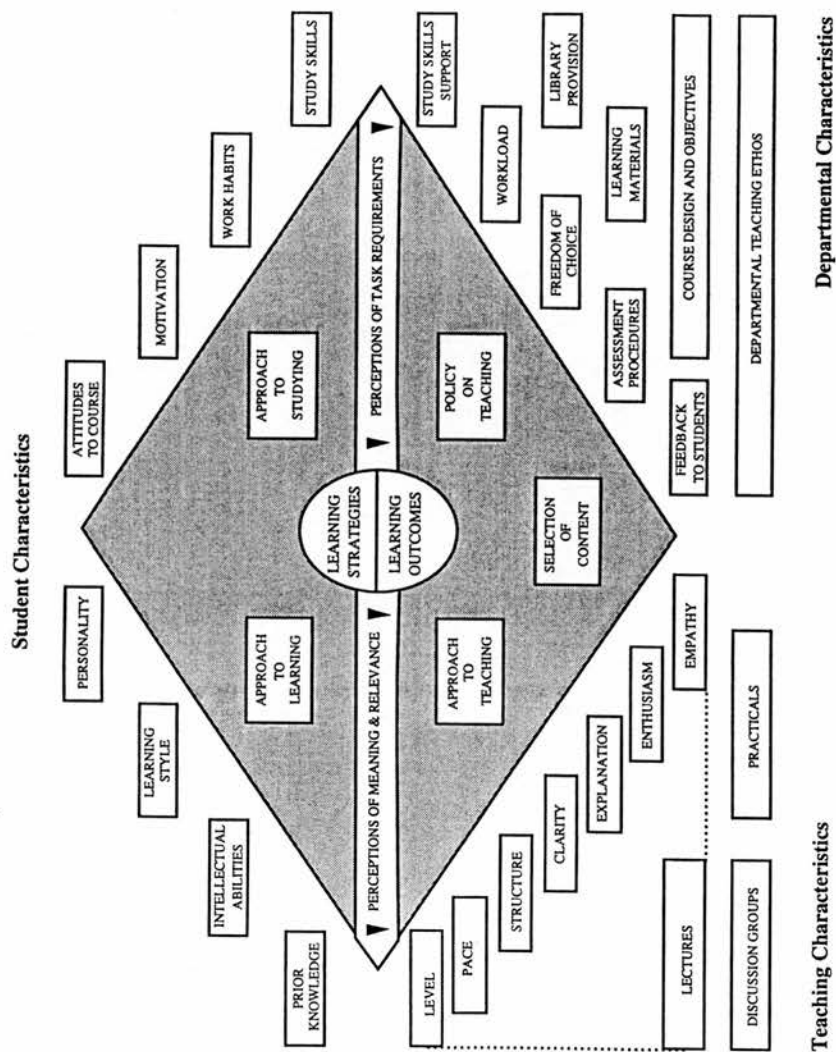 Student Characteristics
PERSONALITY
ATTITUDES
TO COURSE
LEARNING
STYLE
MOTIVATION
INTELLECTUAL
ABILITIES
WORK HABITS
PRIOR
KNOWLEDGE
STUDY SKILLS
APPROACH
TO
LEARNING
APPROACH
TO
STUDYING
LEARNING
STRATEGIES
PERCEPTIONS OF MEANING & RELEVANCE
PERCEPTIONS OF TASK REQUIREMENTS
LEARNING
OUTCOMES
APPROACH
TO
TEACHING
POLICY
ON
TEACHING
SELECTION
OF
CONTENT
LEVEL
PACE
STRUCTURE
CLARITY
EXPLANATION
ENTHUSIASM
EMPATHY
LECTURES
DISCUSSION GROUPS
PRACTICALS
STUDY SKILLS
SUPPORT
WORKLOAD
LIBRARY
PROVISION
FREEDOM OF
CHOICE
LEARNING
MATERIALS
ASSESSMENT
PROCEDURES
FEEDBACK
TO STUDENTS
COURSE DESIGN AND OBJECTIVES
DEPARTMENTAL TEACHING ETHOS
Teaching Characteristics
Departmental Characteristics